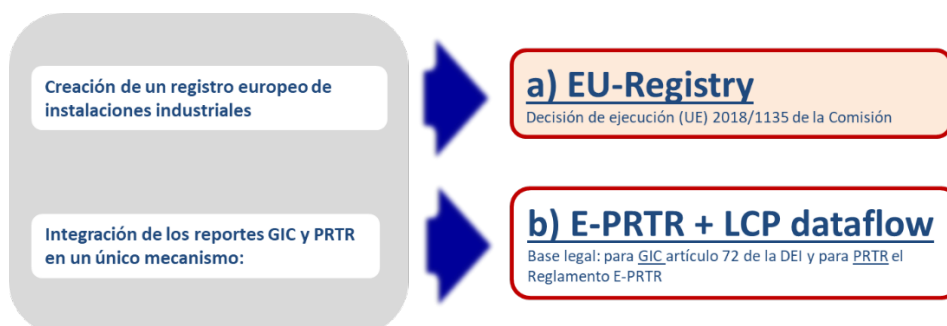 Creación de un registro europeo de
instalaciones industriales
a) EU-Registry
Decisión de ejecución (UE) 2018/1135 de la Comisión
Integración de los reportes GIC y PRTR
en un único mecanismo:
b) E-PRTR + LCP dataflow
Base legal: para GIC artículo 72 de la DEI y para PRTR el
Reglamento E-PRTR